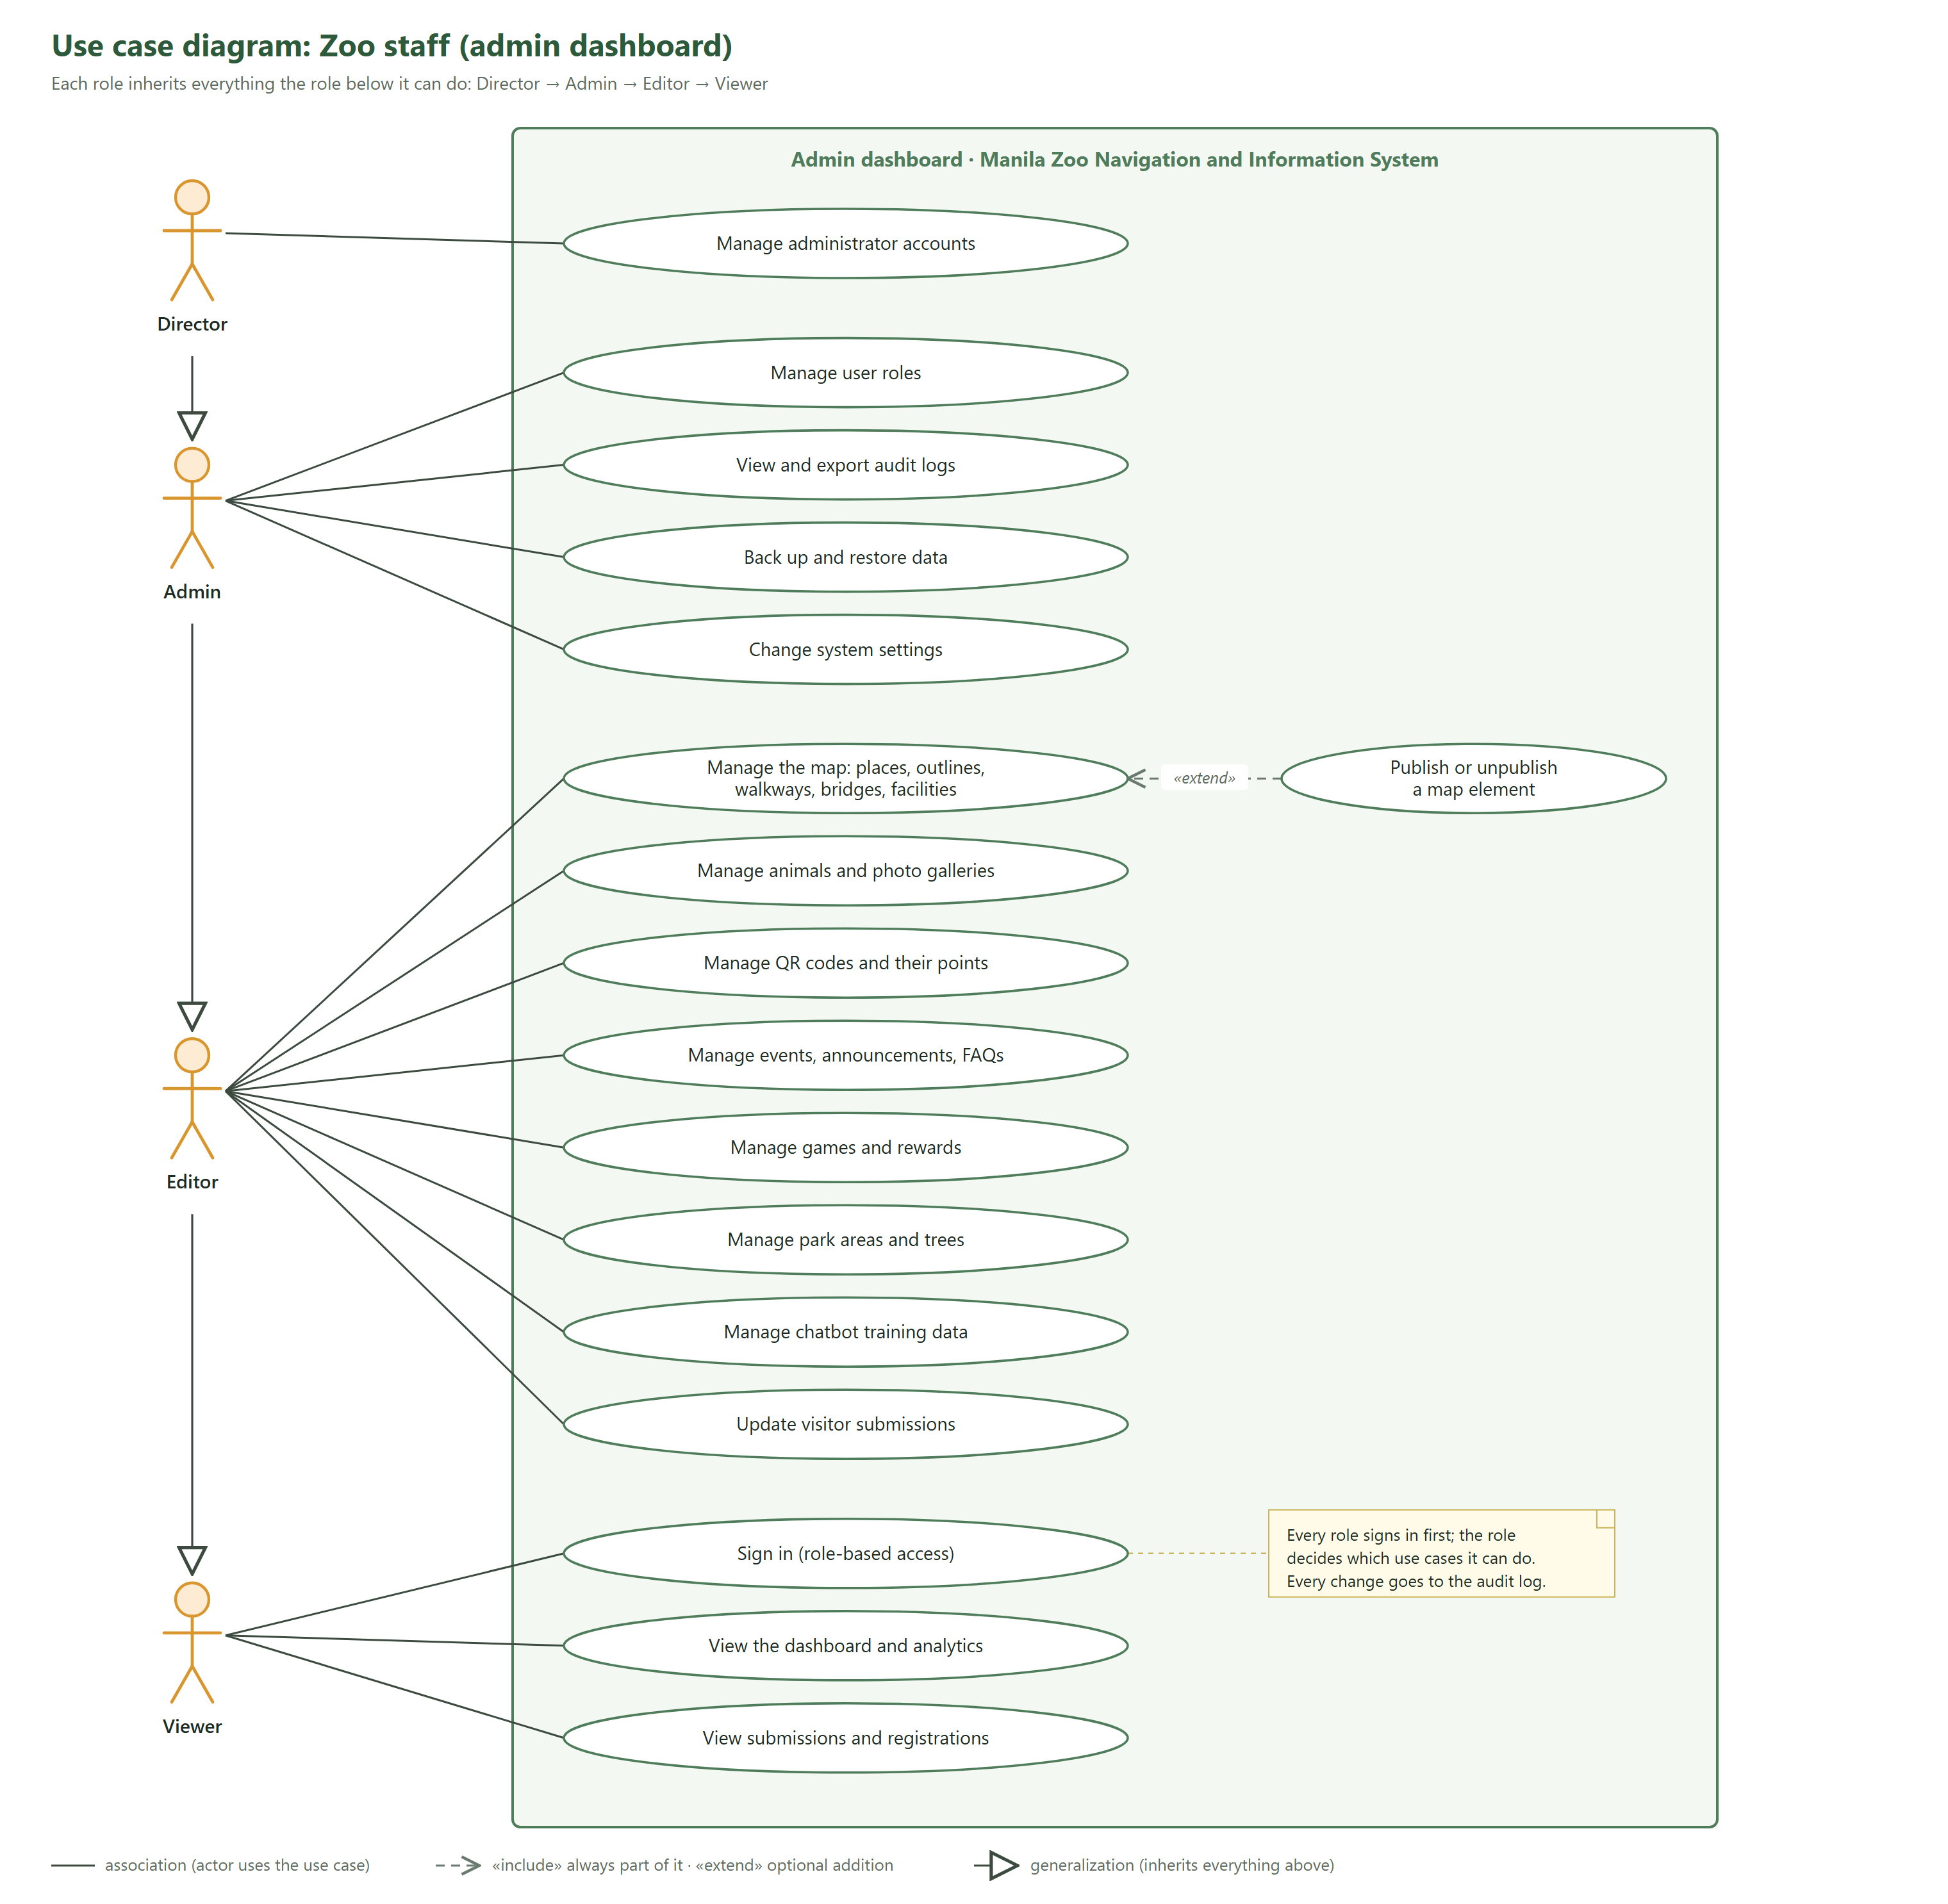 Use case diagram: Zoo staff (admin dashboard)
Each role inherits everything the role below it can do: Director → Admin → Editor → Viewer
Admin dashboard · Manila Zoo Navigation and Information System
Director
Manage administrator accounts
Manage user roles
View and export audit logs
Back up and restore data
Admin
Change system settings
Manage the map: places, outlines,
walkways, bridges, facilities
«extend»
Publish or unpublish
a map element
Manage animals and photo galleries
Manage QR codes and their points
Manage events, announcements, FAQs
Manage games and rewards
Editor
Manage park areas and trees
Manage chatbot training data
Update visitor submissions
Sign in (role-based access)
Every role signs in first; the role
decides which use cases it can do.
Every change goes to the audit log.
View the dashboard and analytics
Viewer
View submissions and registrations
association (actor uses the use case)
«include» always part of it · «extend» optional addition
generalization (inherits everything above)